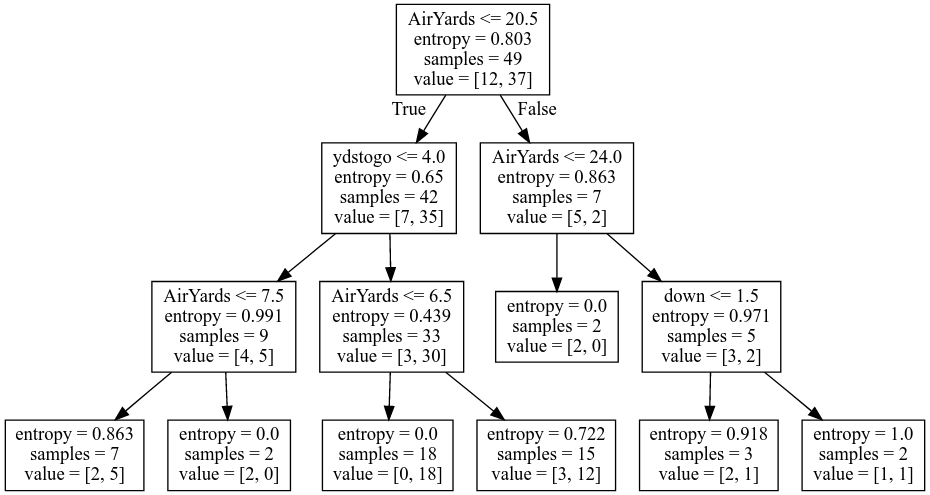 AirYards <= 20.5
entropy = 0.803
samples = 49
value = [12, 37]
True
False
ydstogo <= 4.0
entropy = 0.65
samples = 42
value = [7, 35]
AirYards <= 24.0
entropy = 0.863
samples = 7
value = [5, 2]
AirYards <= 7.5
entropy = 0.991
samples = 9
value = [4, 5]
AirYards <= 6.5
entropy = 0.439
samples = 33
value = [3, 30]
entropy = 0.0
samples = 2
value = [2, 0]
down <= 1.5
entropy = 0.971
samples = 5
value = [3, 2]
entropy = 0.863
samples = 7
value = [2, 5]
entropy = 0.0
samples = 2
value = [2, 0]
entropy = 0.0
samples = 18
value = [0, 18]
entropy = 0.722
samples = 15
value = [3, 12]
entropy = 0.918
samples = 3
value = [2, 1]
entropy = 1.0
samples = 2
value = [1, 1]